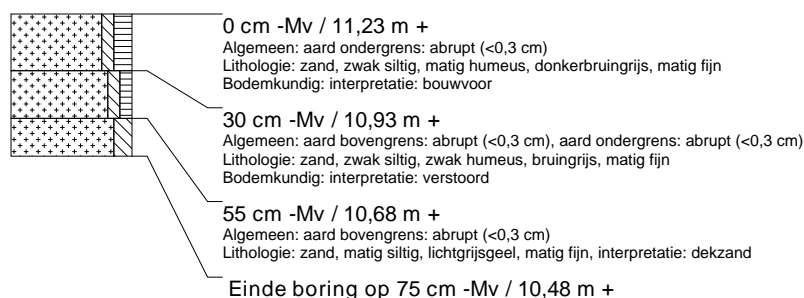 0 cm -Mv / 11,23 m +
Algemeen: aard ondergrens: abrupt (<0,3 cm)
Lithologie: zand, zwak siltig, matig humeus, donkerbruingrijs, matig fijn
Bodemkundig: interpretatie: bouwvoor
30 cm -Mv / 10,93 m +
Algemeen: aard bovengrens: abrupt (<0,3 cm), aard ondergrens: abrupt (<0,3 cm)
Lithologie: zand, zwak siltig, zwak humeus, bruingrijs, matig fijn
Bodemkundig: interpretatie: verstoord
55 cm -Mv / 10,68 m +
Algemeen: aard bovengrens: abrupt (<0,3 cm)
Lithologie: zand, matig siltig, lichtgrijsgeel, matig fijn, interpretatie: dekzand
Einde boring op 75 cm -Mv / 10,48 m +